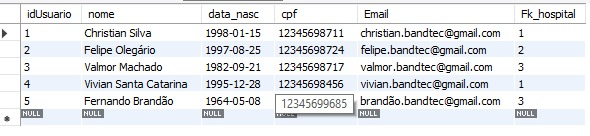 idUsuario nome data_nasc cpf Email Fk_hospital
1 Christian Silva 1998-01-15 12345698711 christian.bandtec@gmail.com 1
2 Felipe Olegário 1997-08-25 12345698724 felipe.bandtec@gmail.com 2
3 Valmor Machado 1982-09-21 12345698717 valmor.bandtec@gmail.com 3
4 Vivian Santa Catarina 1995-12-28 12345698456 vivian.bandtec@gmail.com 1
5 Fernando Brandão 1964-05-08 12345699685 brandão.bandtec@gmail.com 3
NULL NULL NULL NULL NULL NULL